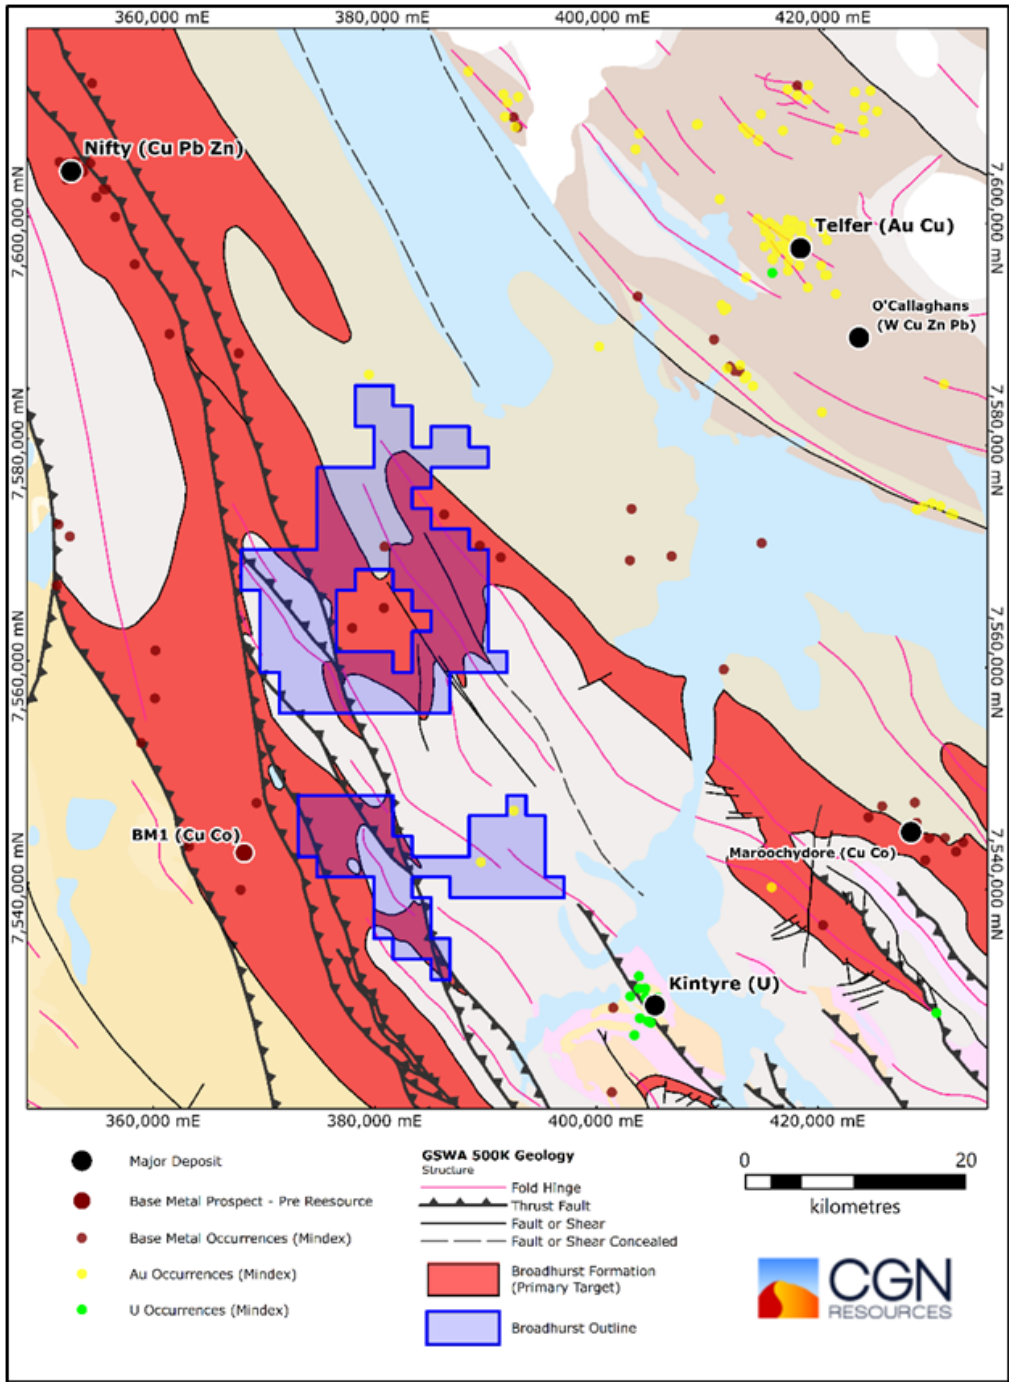 360,000 mE
380,000 mE
400,000 mE
420,000 mE
7,600,000 mN
7,580,000 mN
7,560,000 mN
7,540,000 mN
7,600,000 mN
7,580,000 mN
7,560,000 mN
7,540,000 mN
Nifty (Cu Pb Zn)
Telfer (Au Cu)
O'Callaghans
(W Cu Zn Pb)
BM1 (Cu Co)
Maroochydore (Cu Co)
Kintyre (U)
360,000 mE
380,000 mE
400,000 mE
420,000 mE
Major Deposit
Base Metal Prospect - Pre Reesource
Base Metal Occurrences (Mindex)
Au Occurrences (Mindex)
U Occurrences (Mindex)
GSWA 500K Geology
Structure
Fold Hinge
Thrust Fault
Fault or Shear
Fault or Shear Concealed
Broadhurst Formation
(Primary Target)
Broadhurst Outline
0 20
kilometres
CGN
RESOURCES